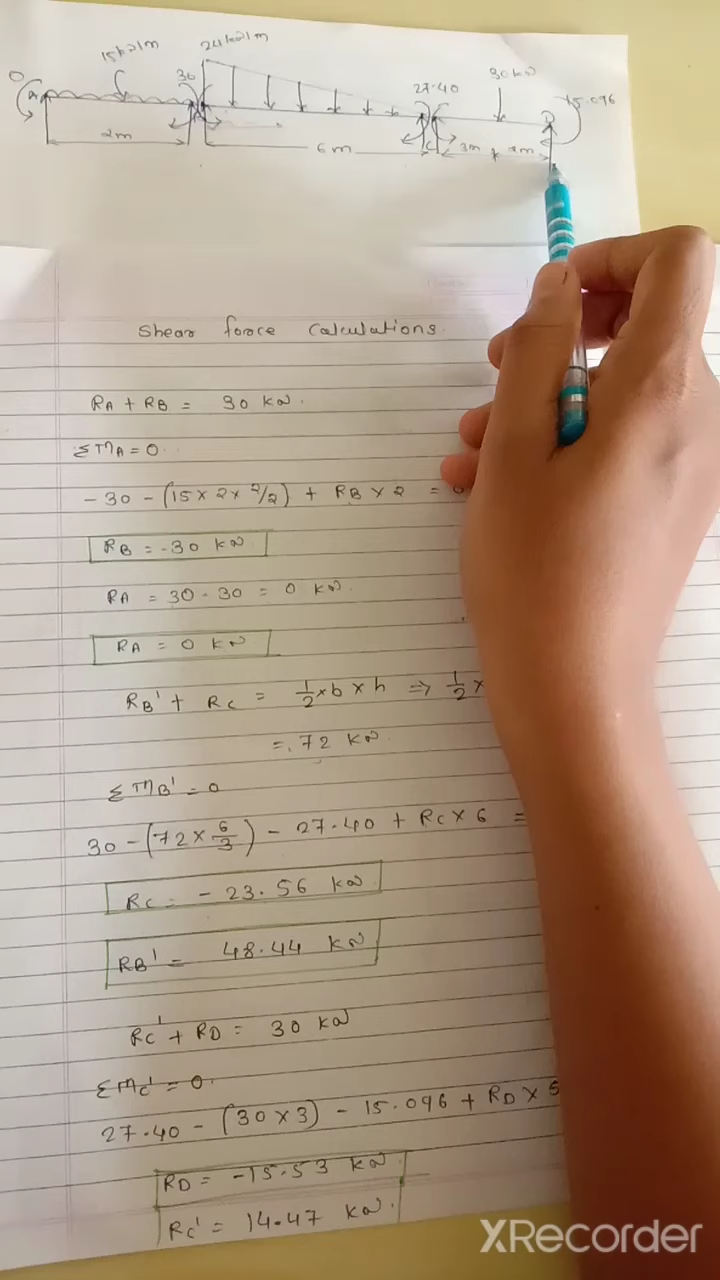 15kN/m 24kN/m
0 A 30 27.40 30 kN 15.096
C D
2m 6m 3m 2m
Shear force calculations.
RA + RB = 30 kN.
ΣMA = 0.
- 30 - (15 × 2 × 2/2) + RB × 2 = 0
RB = -30 kN
RA = 30 - 30 = 0 kN.
RA = 0 kN
RB' + RC = 1/2 × b × h ⇒ 1/2 ×
= 72 kN.
ΣMB' = 0
30 - (72 × 6/3) - 27.40 + RC × 6 =
RC = - 23.56 kN
RB' = 48.44 kN
RC' + RD = 30 kN
ΣMC' = 0.
27.40 - (30 × 3) - 15.096 + RD × 5
RD = -15.53 kN
RC' = 14.47 kN.
XRecorder